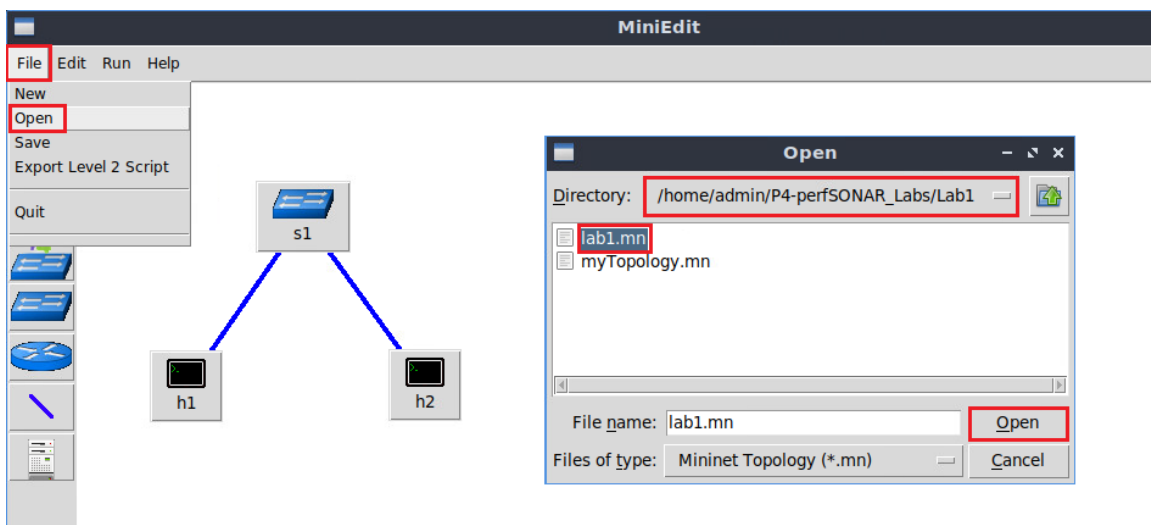 MiniEdit
File Edit Run Help
New
Open
Save
Export Level 2 Script
Quit
s1
h1
h2
Open
Directory: /home/admin/P4-perfSONAR_Labs/Lab1
lab1.mn
myTopology.mn
File name: lab1.mn
Open
Files of type: Mininet Topology (*.mn)
Cancel